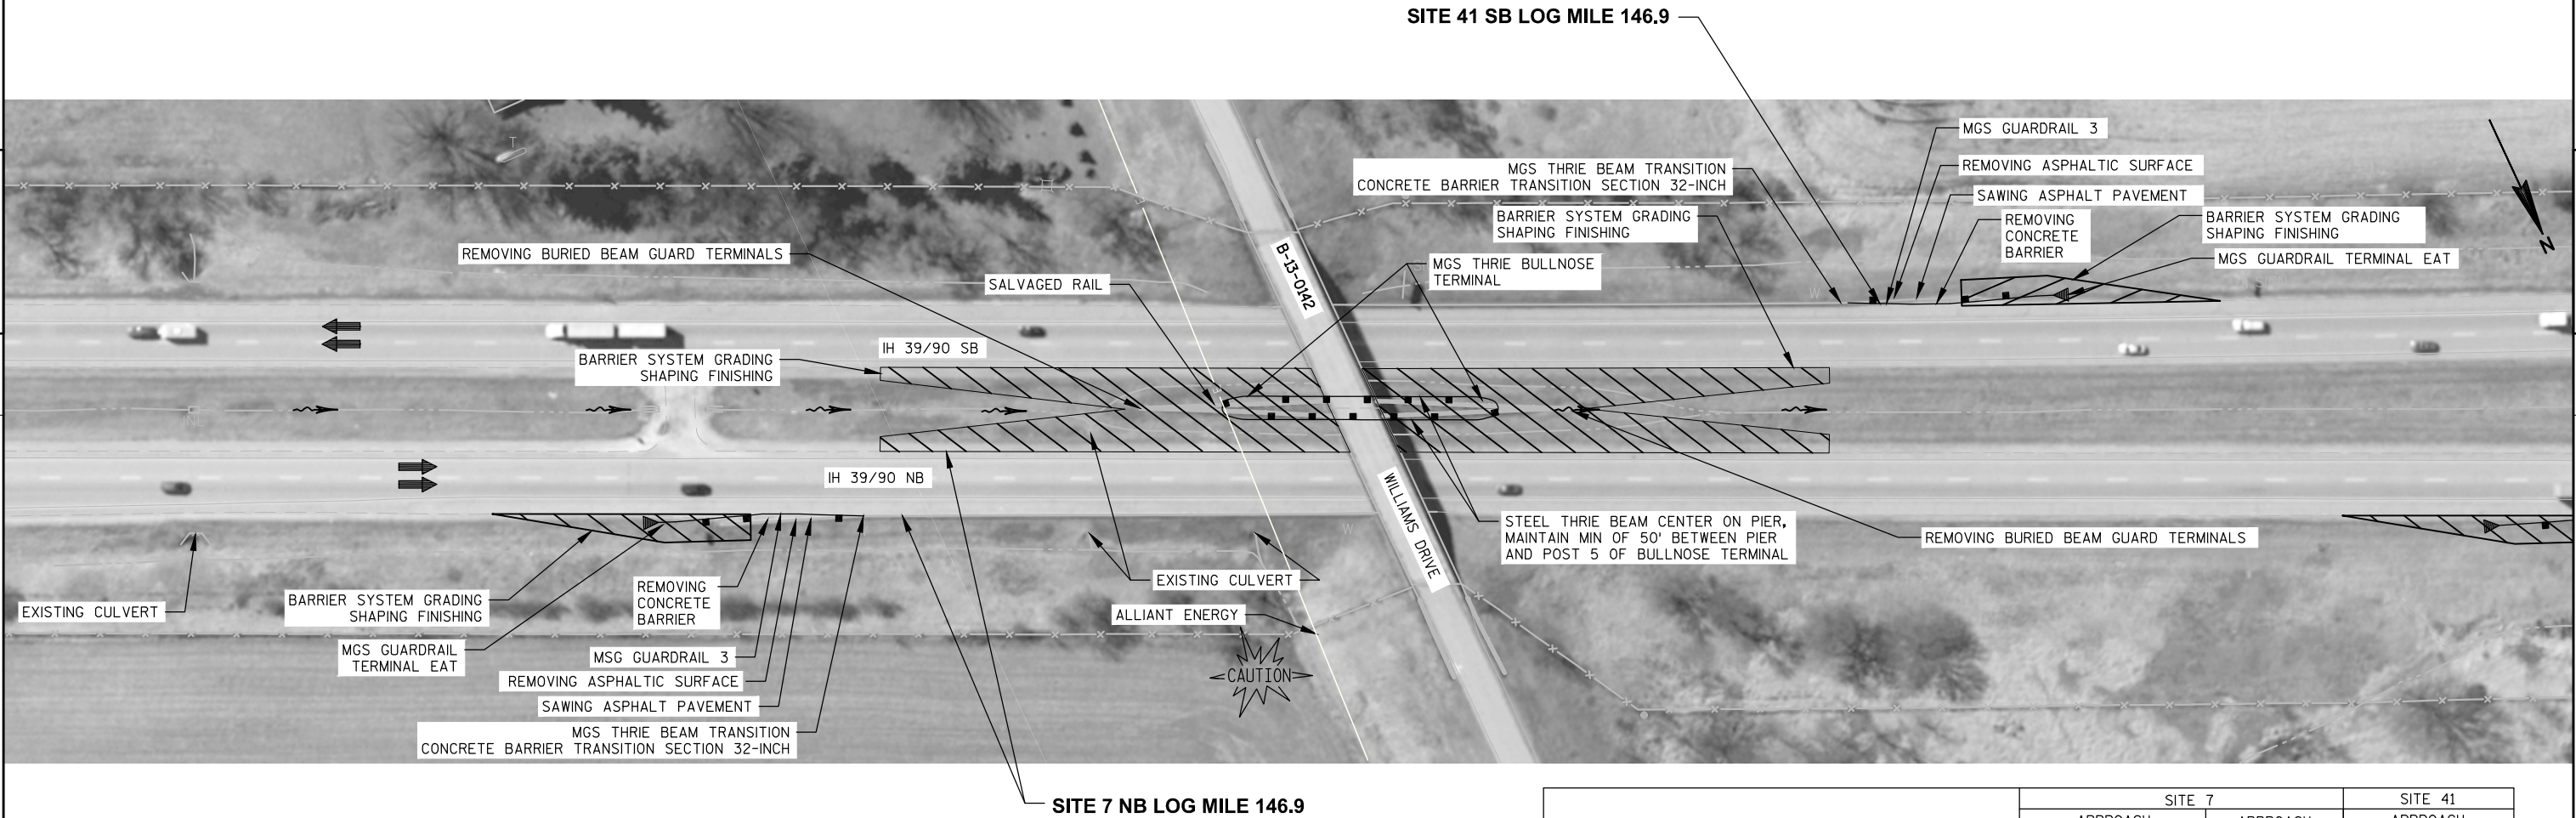 SITE 41 SB LOG MILE 146.9
MGS GUARDRAIL 3
REMOVING ASPHALTIC SURFACE
SAWING ASPHALT PAVEMENT
MGS THRIE BEAM TRANSITION
CONCRETE BARRIER TRANSITION SECTION 32-INCH
BARRIER SYSTEM GRADING
SHAPING FINISHING
REMOVING
CONCRETE
BARRIER
BARRIER SYSTEM GRADING
SHAPING FINISHING
MGS GUARDRAIL TERMINAL EAT
N
T
REMOVING BURIED BEAM GUARD TERMINALS
SALVAGED RAIL
B-13-0142
MGS THRIE BULLNOSE
TERMINAL
W
IH 39/90 SB
BARRIER SYSTEM GRADING
SHAPING FINISHING
IH 39/90 NB
WILLIAMS DRIVE
W
STEEL THRIE BEAM CENTER ON PIER,
MAINTAIN MIN OF 50' BETWEEN PIER
AND POST 5 OF BULLNOSE TERMINAL
REMOVING BURIED BEAM GUARD TERMINALS
EXISTING CULVERT
BARRIER SYSTEM GRADING
SHAPING FINISHING
MGS GUARDRAIL
TERMINAL EAT
REMOVING
CONCRETE
BARRIER
MSG GUARDRAIL 3
REMOVING ASPHALTIC SURFACE
SAWING ASPHALT PAVEMENT
MGS THRIE BEAM TRANSITION
CONCRETE BARRIER TRANSITION SECTION 32-INCH
EXISTING CULVERT
ALLIANT ENERGY
CAUTION
SITE 7 NB LOG MILE 146.9
SITE 7
SITE 41
APPROACH
APPROACH
APPROACH